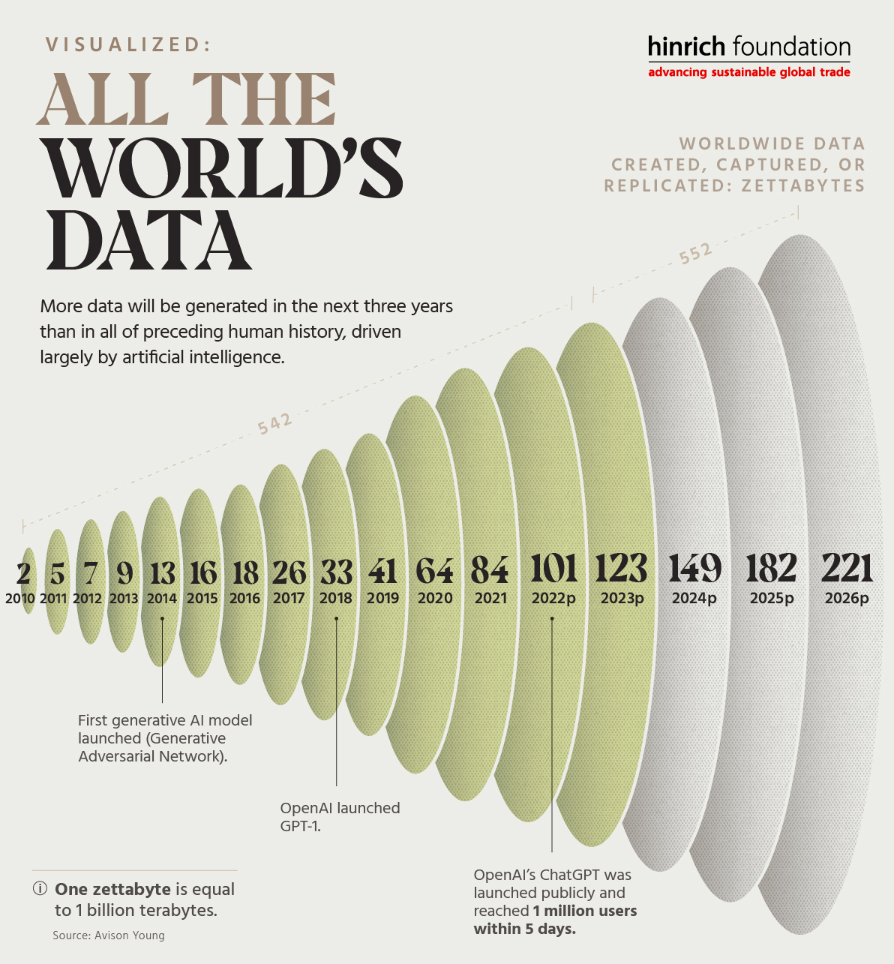 VISUALIZED:
ALL THE
WORLD'S
DATA
hinrich foundation
advancing sustainable global trade
WORLDWIDE DATA
CREATED, CAPTURED, OR
REPLICATED: ZETTABYTES
More data will be generated in the next three years
than in all of preceding human history, driven
largely by artificial intelligence.
552
542
2 5 7 9 13 16 18 26 33 41 64 84 101 123 149 182 221
2010 2011 2012 2013 2014 2015 2016 2017 2018 2019 2020 2021 2022p 2023p 2024p 2025p 2026p
First generative AI model
launched (Generative
Adversarial Network).
OpenAI launched
GPT-1.
OpenAI's ChatGPT was
launched publicly and
reached 1 million users
within 5 days.
One zettabyte is equal
to 1 billion terabytes.
Source: Avison Young